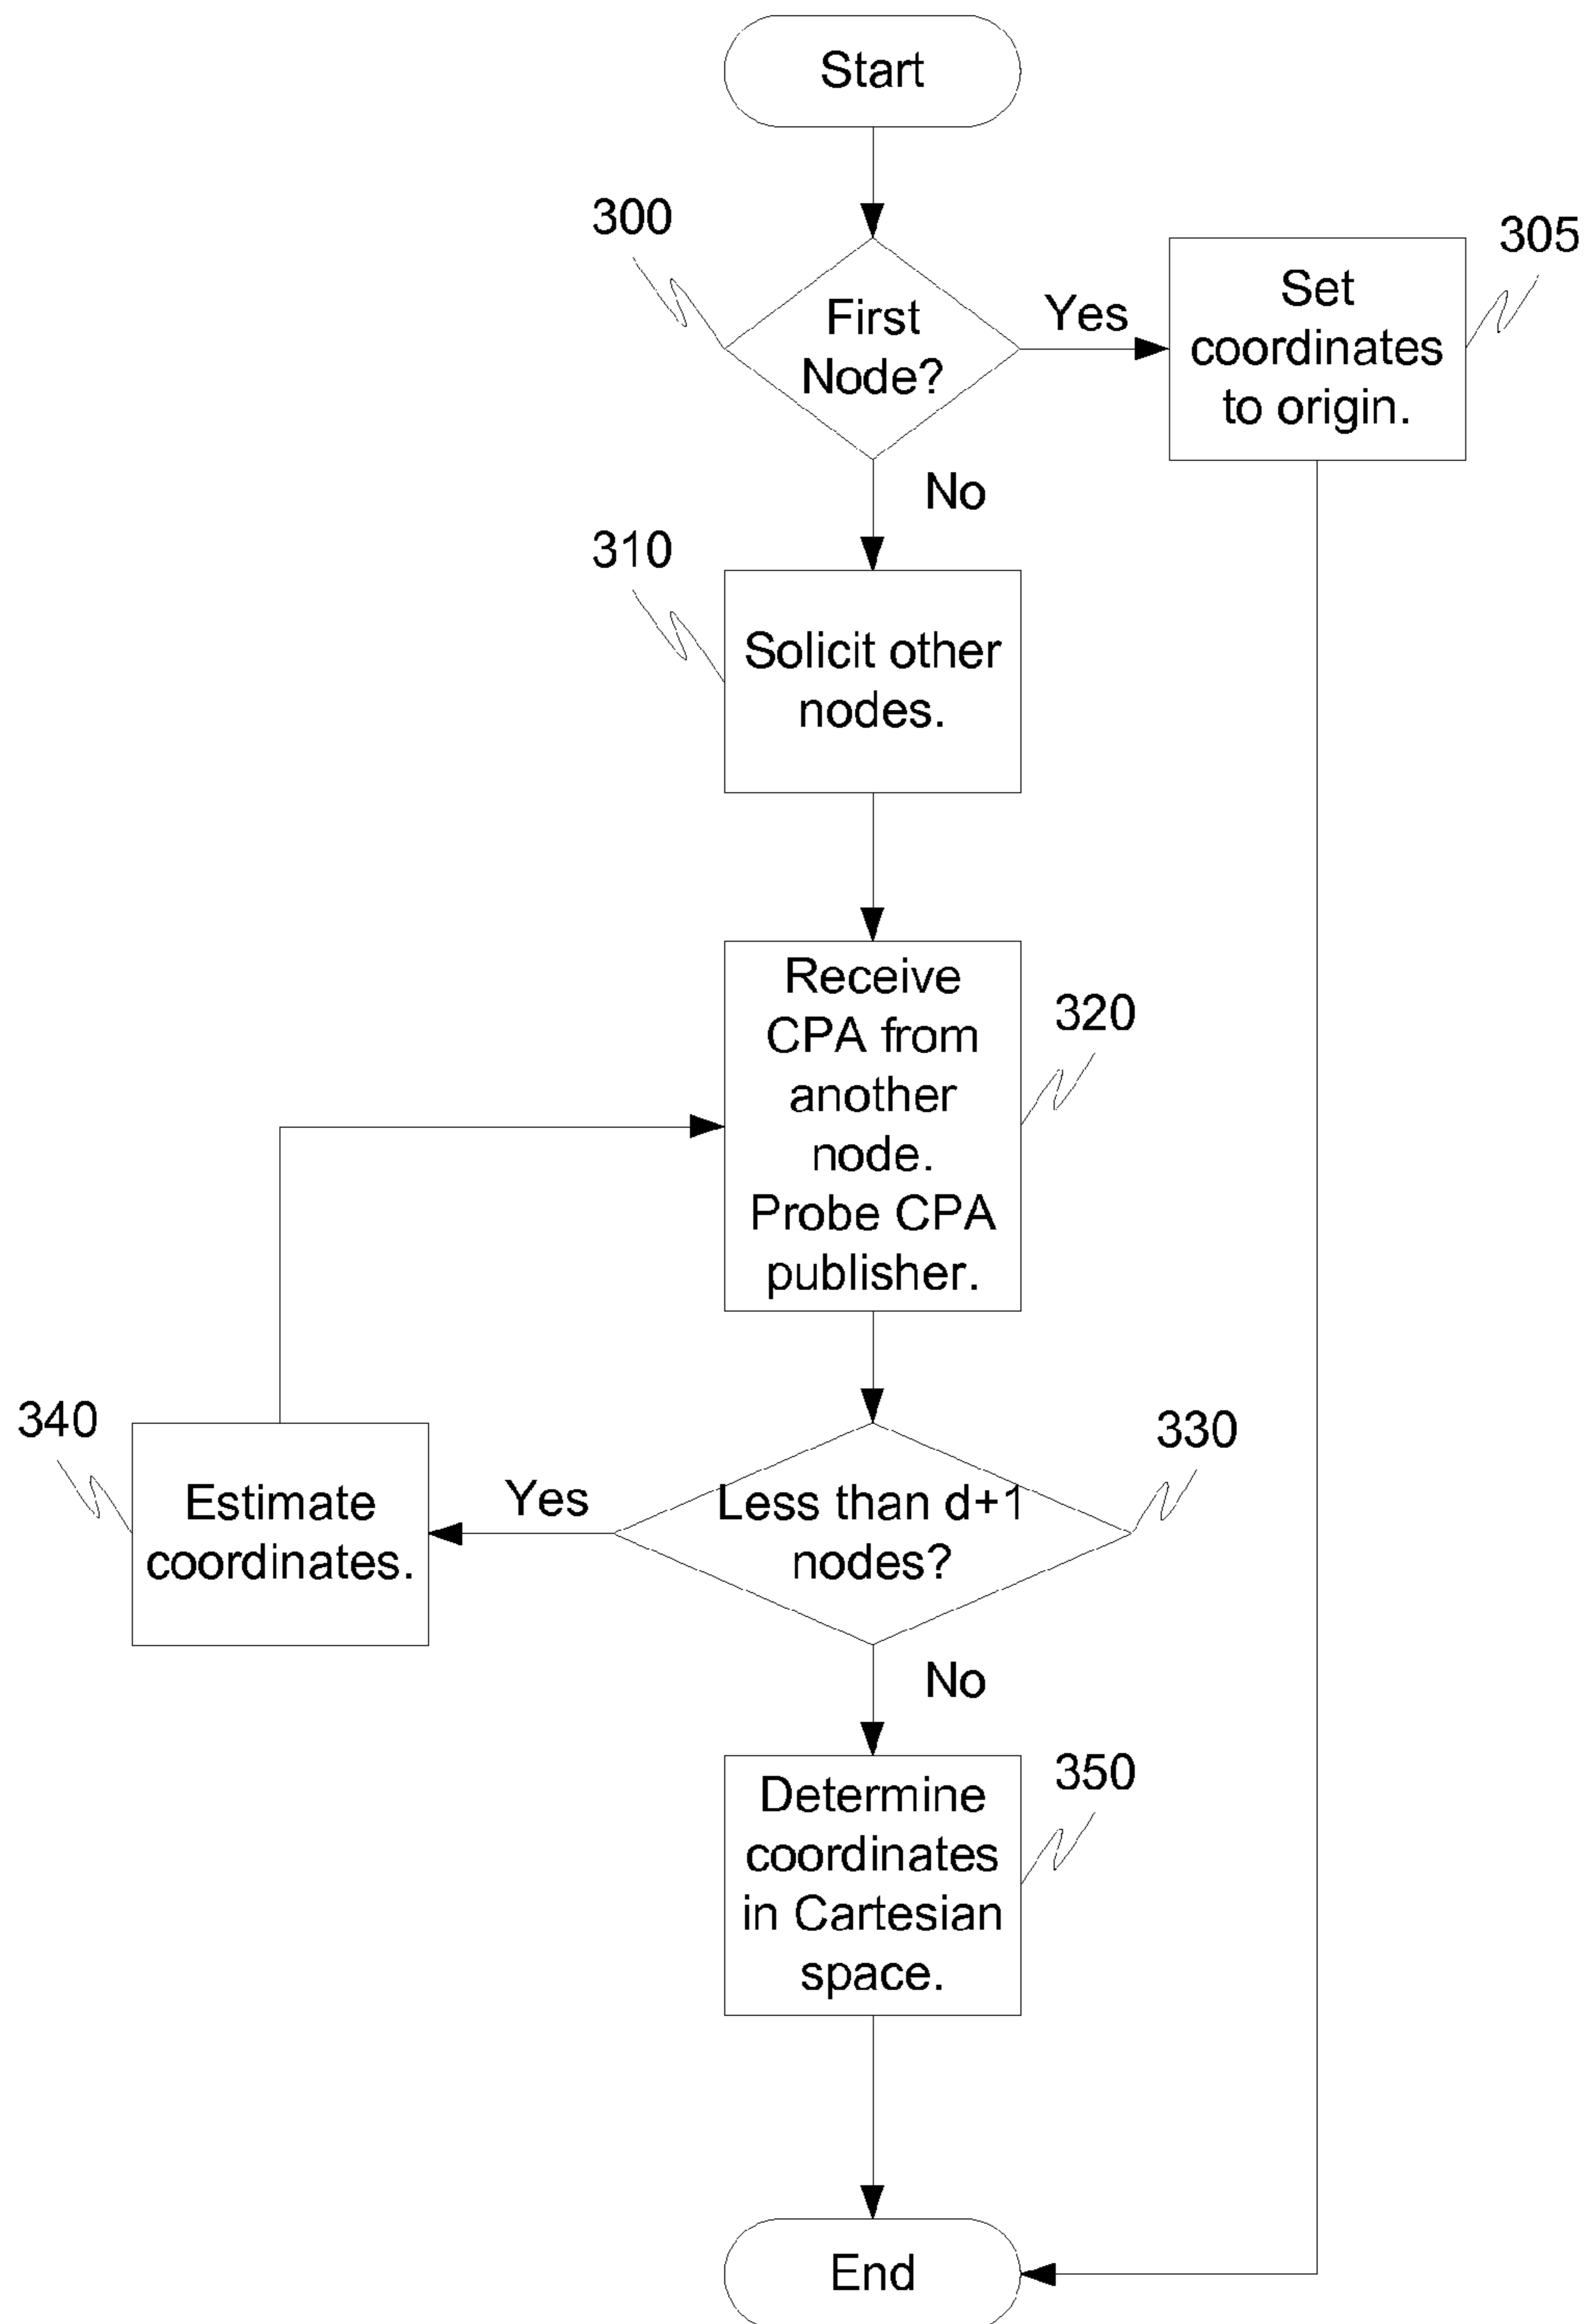 Start
300
First
Node?
Yes
Set
coordinates
to origin.
305
No
310
Solicit other
nodes.
Receive
CPA from
another
node.
Probe CPA
publisher.
320
340
Estimate
coordinates.
Yes
Less than d+1
nodes?
330
No
Determine
coordinates
in Cartesian
space.
350
End